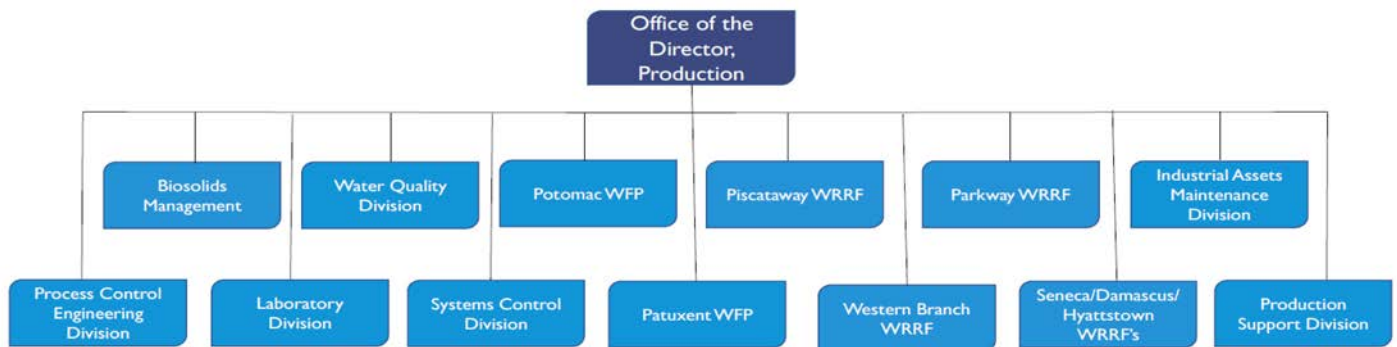 Office of the
Director,
Production
Biosolids
Management
Water Quality
Division
Potomac WFP
Piscataway WRRF
Parkway WRRF
Industrial Assets
Maintenance
Division
Process Control
Engineering
Division
Laboratory
Division
Systems Control
Division
Patuxent WFP
Western Branch
WRRF
Seneca/Damascus/
Hyattstown
WRRF's
Production
Support Division